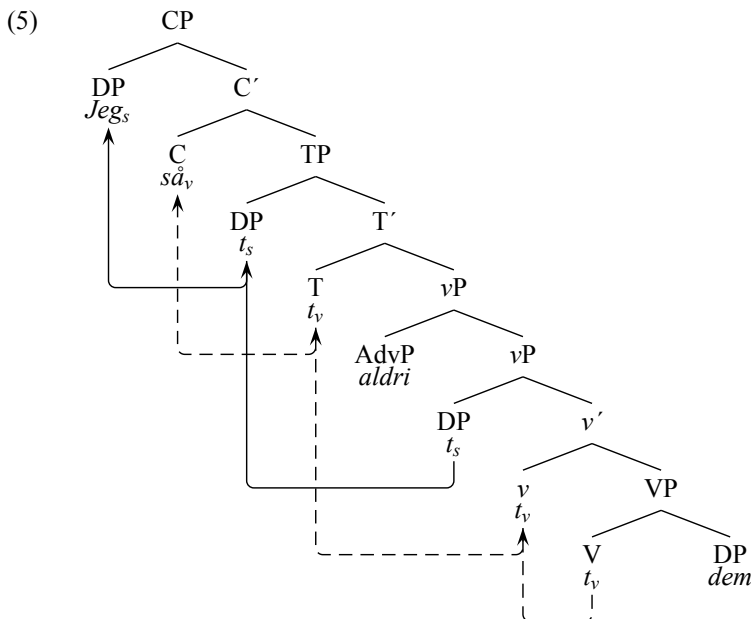 (5) CP
DP C´
Jegₛ
C TP
såᵥ
DP T´
tₛ
T vP
tᵥ
AdvP vP
aldri
DP v´
tₛ
v VP
tᵥ
V DP
tᵥ dem